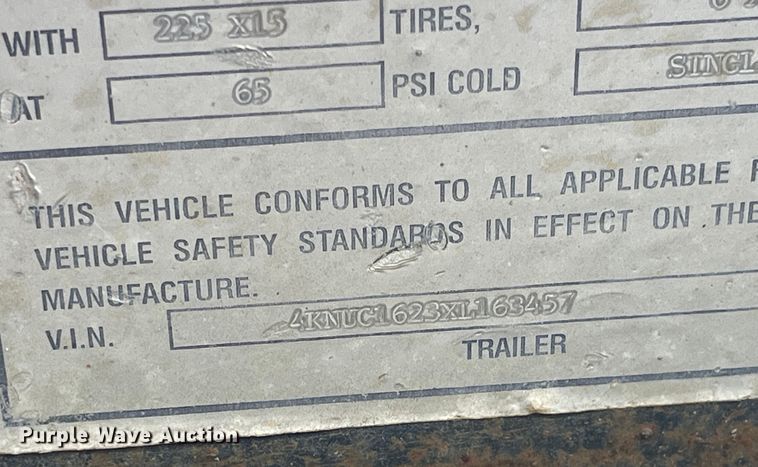 WITH 225 X15 TIRES,
AT 65 PSI COLD
THIS VEHICLE CONFORMS TO ALL APPLICABLE
VEHICLE SAFETY STANDARDS IN EFFECT ON THE
MANUFACTURE.
V.I.N. 4KNUC1623XL163457
TRAILER
Purple Wave Auction